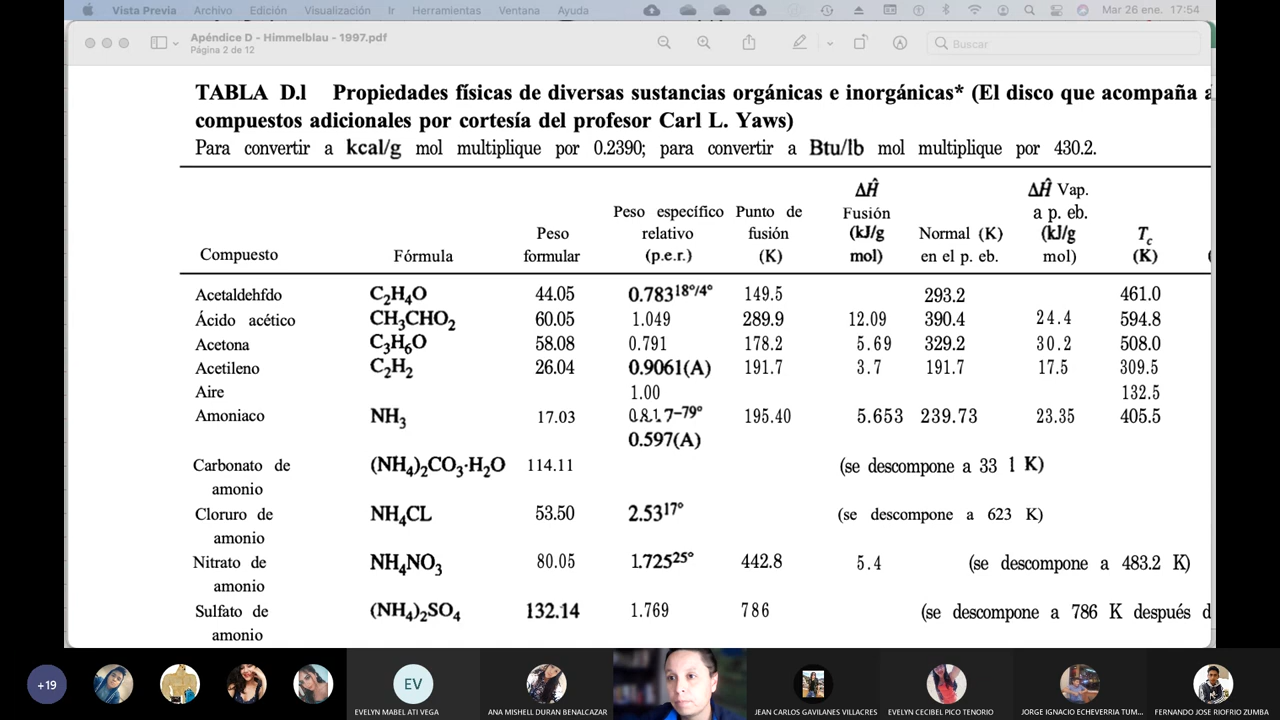 Vista Previa Archivo Edición Visualización Ir Herramientas Ventana Ayuda Mar 26 ene. 17:54
Apéndice D - Himmelblau - 1997.pdf
Página 2 de 12
Buscar
TABLA D.l Propiedades físicas de diversas sustancias orgánicas e inorgánicas* (El disco que acompaña a
compuestos adicionales por cortesía del profesor Carl L. Yaws)
Para convertir a kcal/g mol multiplique por 0.2390; para convertir a Btu/lb mol multiplique por 430.2.
ΔĤ ΔĤ Vap.
Peso específico Punto de Fusión a p. eb.
Peso relativo fusión (kJ/g Normal (K) (kJ/g Tc
Compuesto Fórmula formular (p.e.r.) (K) mol) en el p. eb. mol) (K)
Acetaldehfdo C₂H₄O 44.05 0.783¹⁸°/⁴° 149.5 293.2 461.0
Ácido acético CH₃CHO₂ 60.05 1.049 289.9 12.09 390.4 24.4 594.8
Acetona C₃H₆O 58.08 0.791 178.2 5.69 329.2 30.2 508.0
Acetileno C₂H₂ 26.04 0.9061(A) 191.7 3.7 191.7 17.5 309.5
Aire 1.00 132.5
Amoniaco NH₃ 17.03 0.817⁻⁷⁹° 195.40 5.653 239.73 23.35 405.5
0.597(A)
Carbonato de (NH₄)₂CO₃·H₂O 114.11 (se descompone a 33 1 K)
amonio
Cloruro de NH₄CL 53.50 2.53¹⁷° (se descompone a 623 K)
amonio
Nitrato de NH₄NO₃ 80.05 1.725²⁵° 442.8 5.4 (se descompone a 483.2 K)
amonio
Sulfato de (NH₄)₂SO₄ 132.14 1.769 786 (se descompone a 786 K después d
amonio
+19 EV
EVELYN MABEL ATI VEGA ANA MISHELL DURAN BENALCAZAR JEAN CARLOS GAVILANES VILLACRES EVELYN CECIBEL PICO TENORIO JORGE IGNACIO ECHEVERRIA TUM... FERNANDO JOSE RIOFRIO ZUMBA